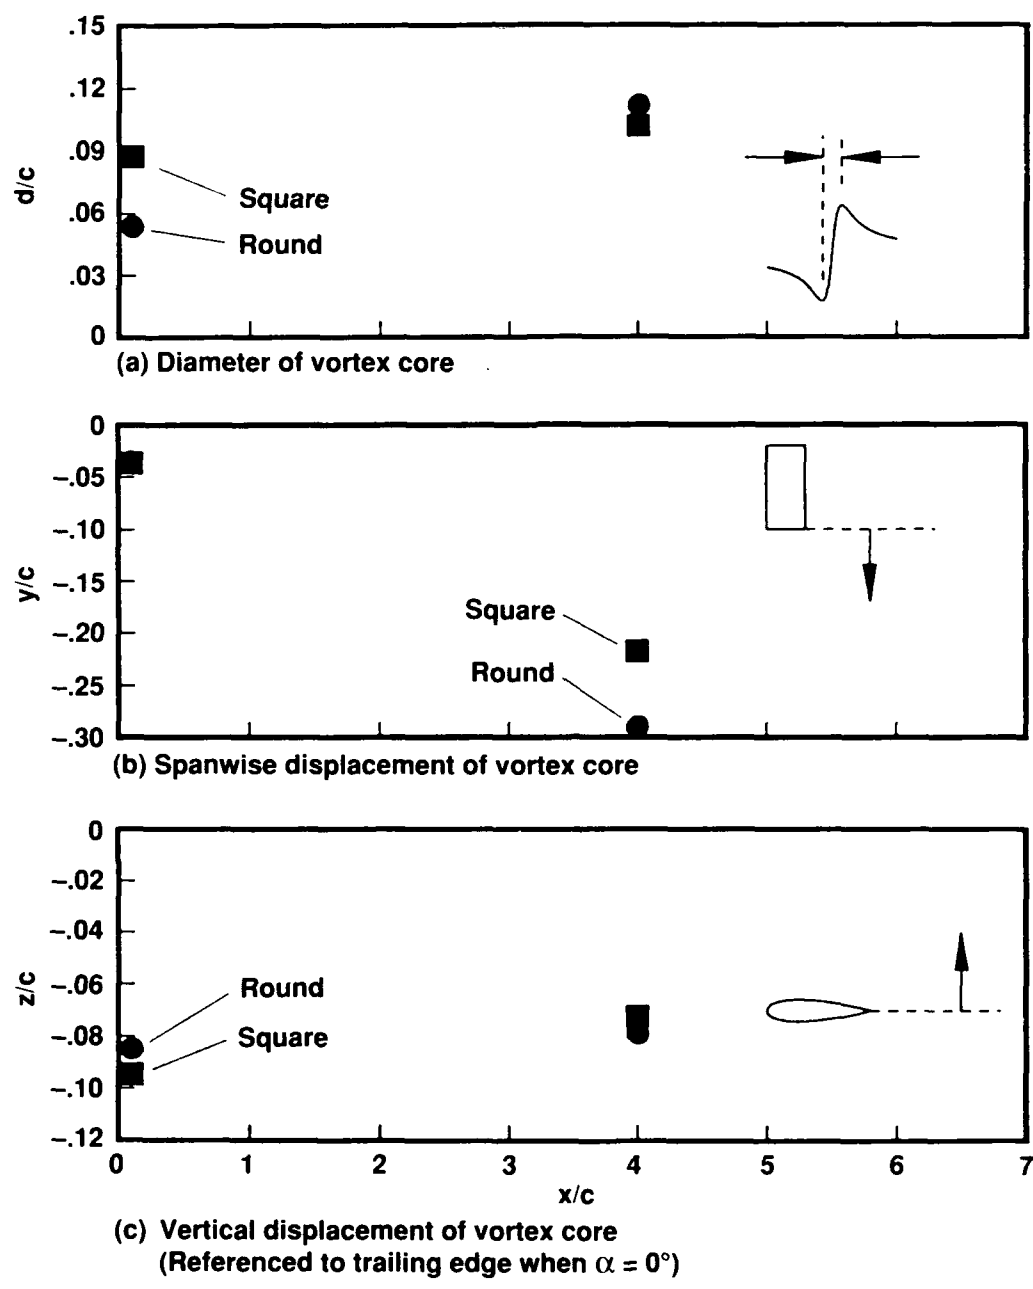 .15
.12
.09
.06
.03
0
d/c
Square
Round
(a) Diameter of vortex core
0
–.05
–.10
–.15
–.20
–.25
–.30
y/c
Square
Round
(b) Spanwise displacement of vortex core
0
–.02
–.04
–.06
–.08
–.10
–.12
z/c
Round
Square
0 1 2 3 4 5 6 7
x/c
(c) Vertical displacement of vortex core
(Referenced to trailing edge when α = 0°)